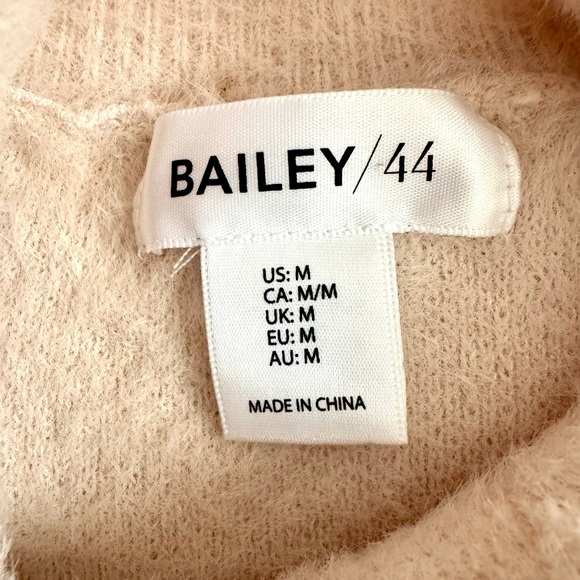 BAILEY/44
US: M
CA: M/M
UK: M
EU: M
AU: M
MADE IN CHINA